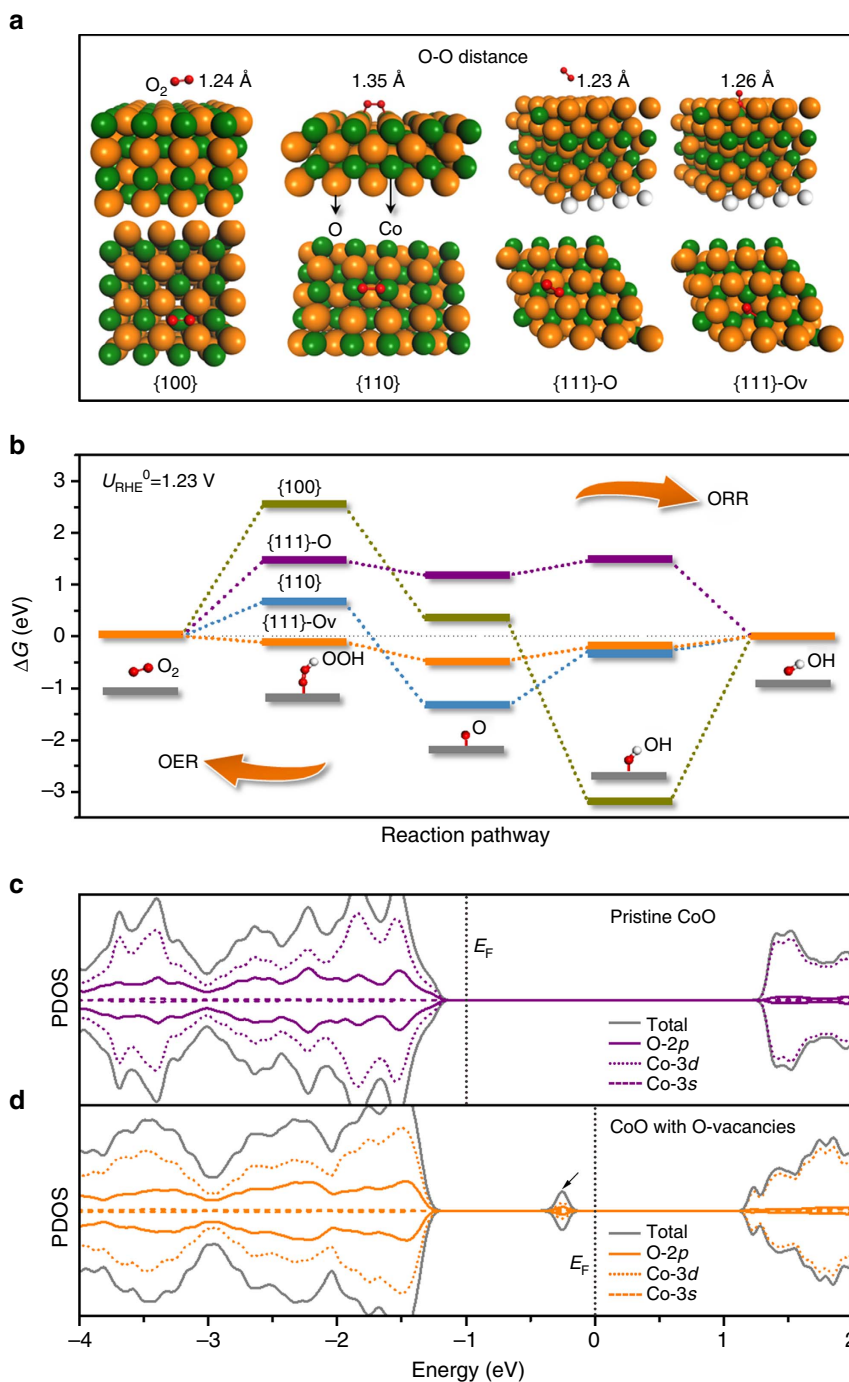 a
O-O distance
O2 1.24 Å 1.35 Å 1.23 Å 1.26 Å
O Co
{100} {110} {111}-O {111}-Ov
b
URHE0=1.23 V
{100}
ORR
{111}-O
{110}
{111}-Ov
O2
OOH
O
OH
OH
OER
3
2
1
0
−1
−2
−3
ΔG (eV)
Reaction pathway
c
Pristine CoO
EF
PDOS
Total
O-2p
Co-3d
Co-3s
d
CoO with O-vacancies
PDOS
EF
Total
O-2p
Co-3d
Co-3s
−4 −3 −2 −1 0 1 2
Energy (eV)